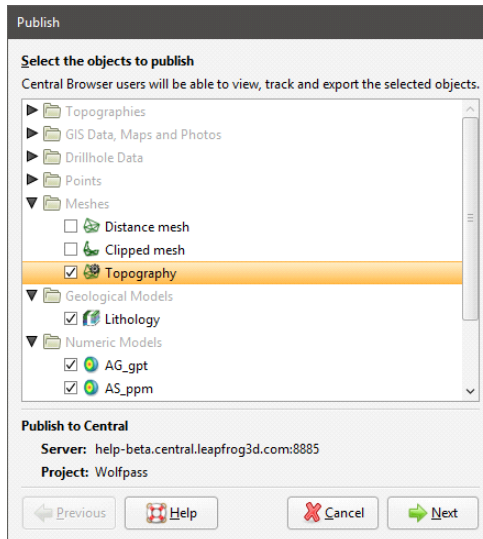 Publish
Select the objects to publish
Central Browser users will be able to view, track and export the selected objects.
Topographies
GIS Data, Maps and Photos
Drillhole Data
Points
Meshes
Distance mesh
Clipped mesh
Topography
Geological Models
Lithology
Numeric Models
AG_gpt
AS_ppm
Publish to Central
Server: help-beta.central.leapfrog3d.com:8885
Project: Wolfpass
Previous Help Cancel Next